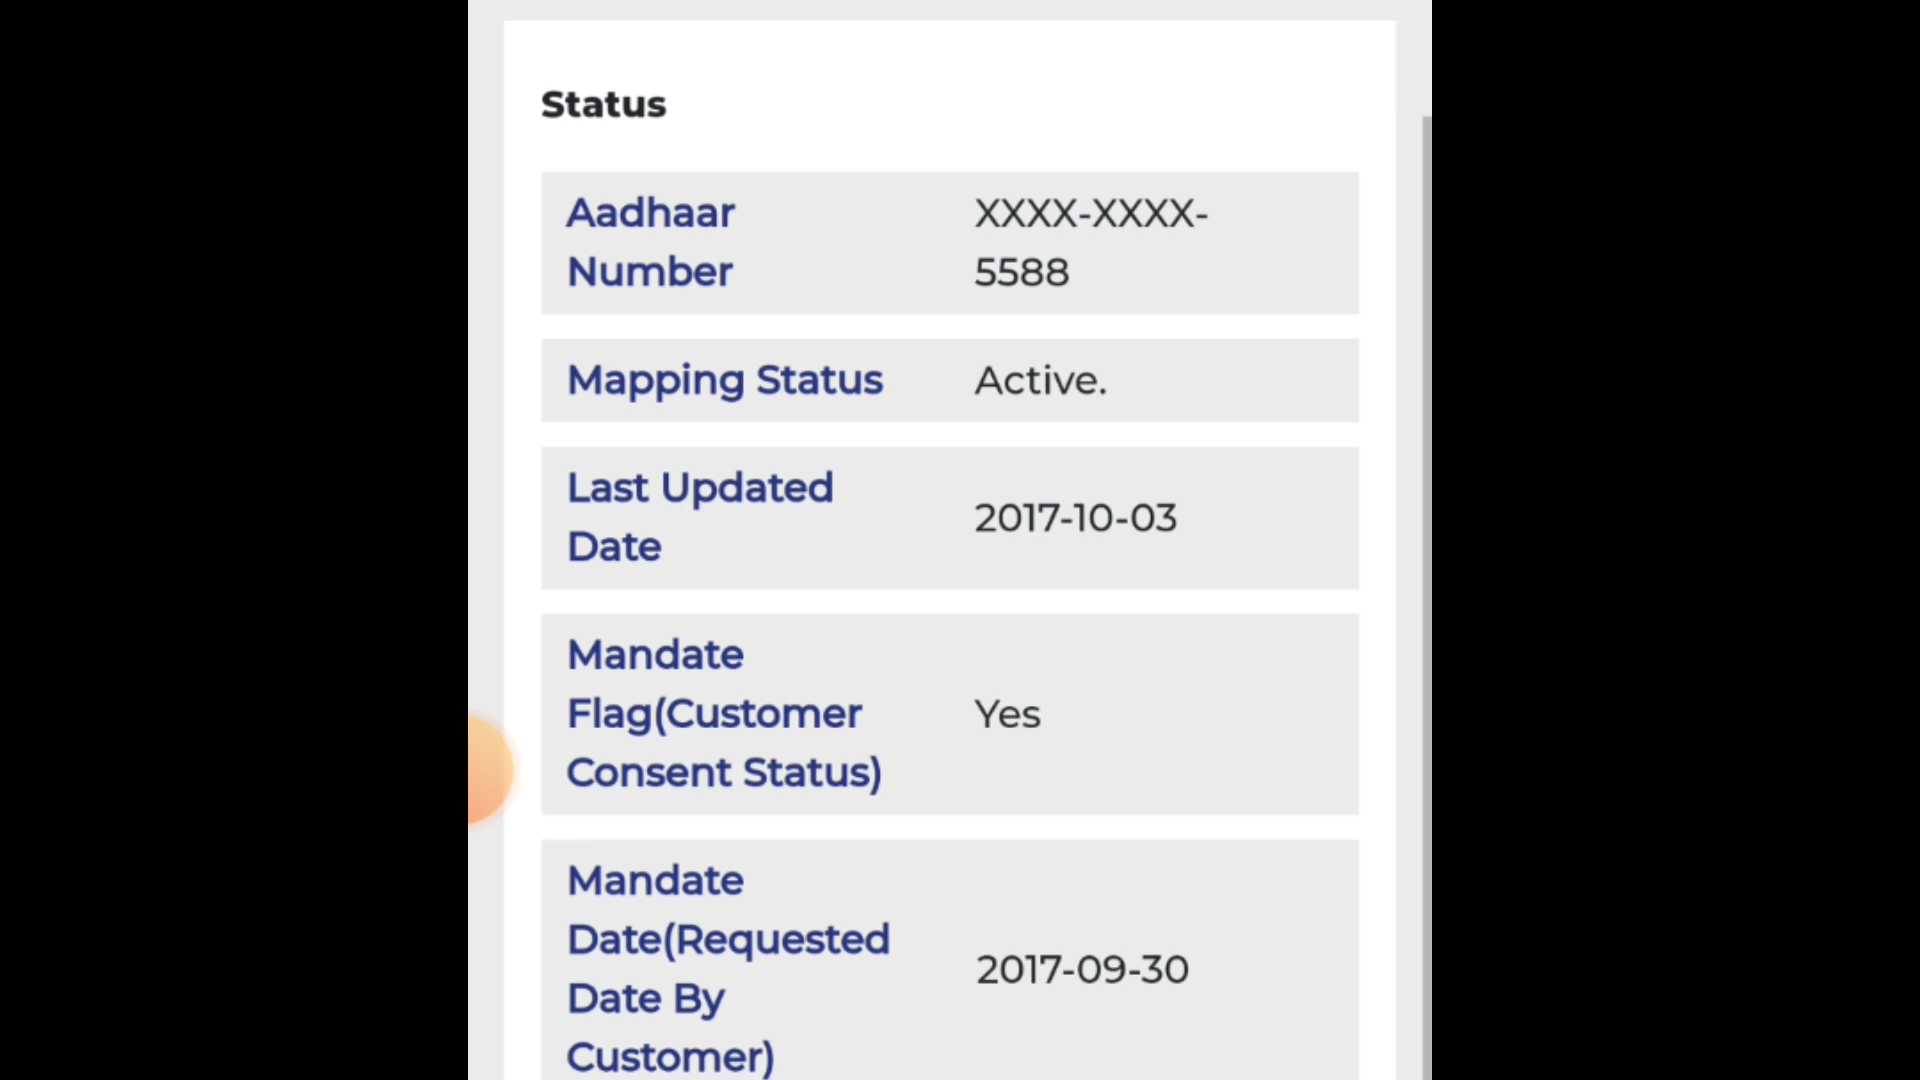 Status
Aadhaar
Number
XXXX-XXXX-
5588
Mapping Status
Active.
Last Updated
Date
2017-10-03
Mandate
Flag(Customer
Consent Status)
Yes
Mandate
Date(Requested
Date By
Customer)
2017-09-30